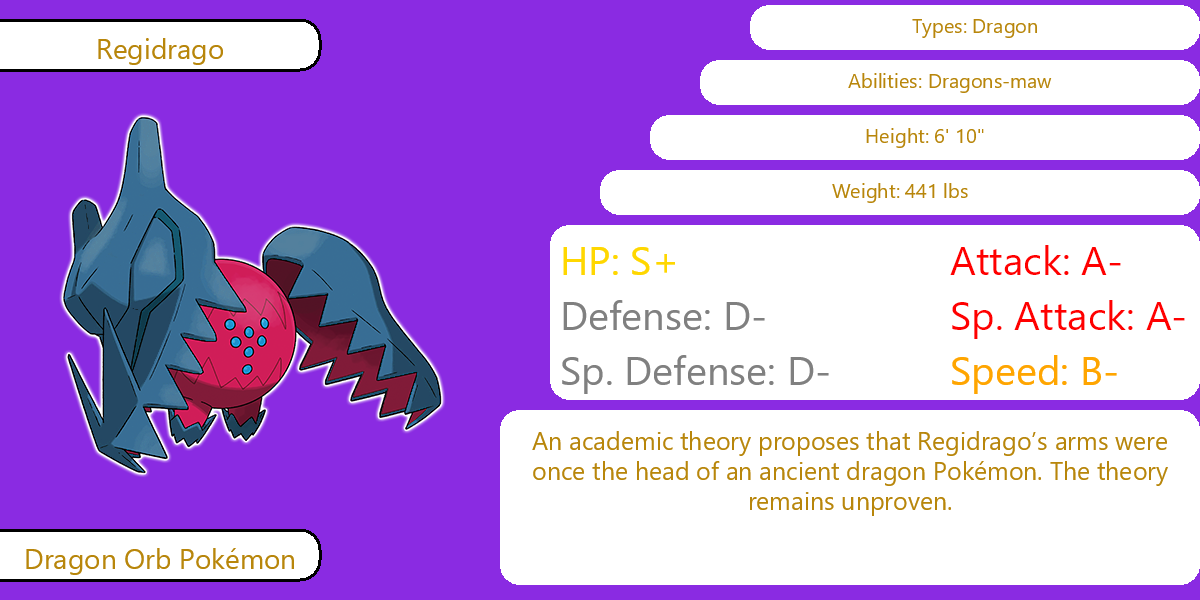 Regidrago
Types: Dragon
Abilities: Dragons-maw
Height: 6' 10"
Weight: 441 lbs
HP: S+
Attack: A-
Defense: D-
Sp. Attack: A-
Sp. Defense: D-
Speed: B-
An academic theory proposes that Regidrago’s arms were
once the head of an ancient dragon Pokémon. The theory
remains unproven.
Dragon Orb Pokémon